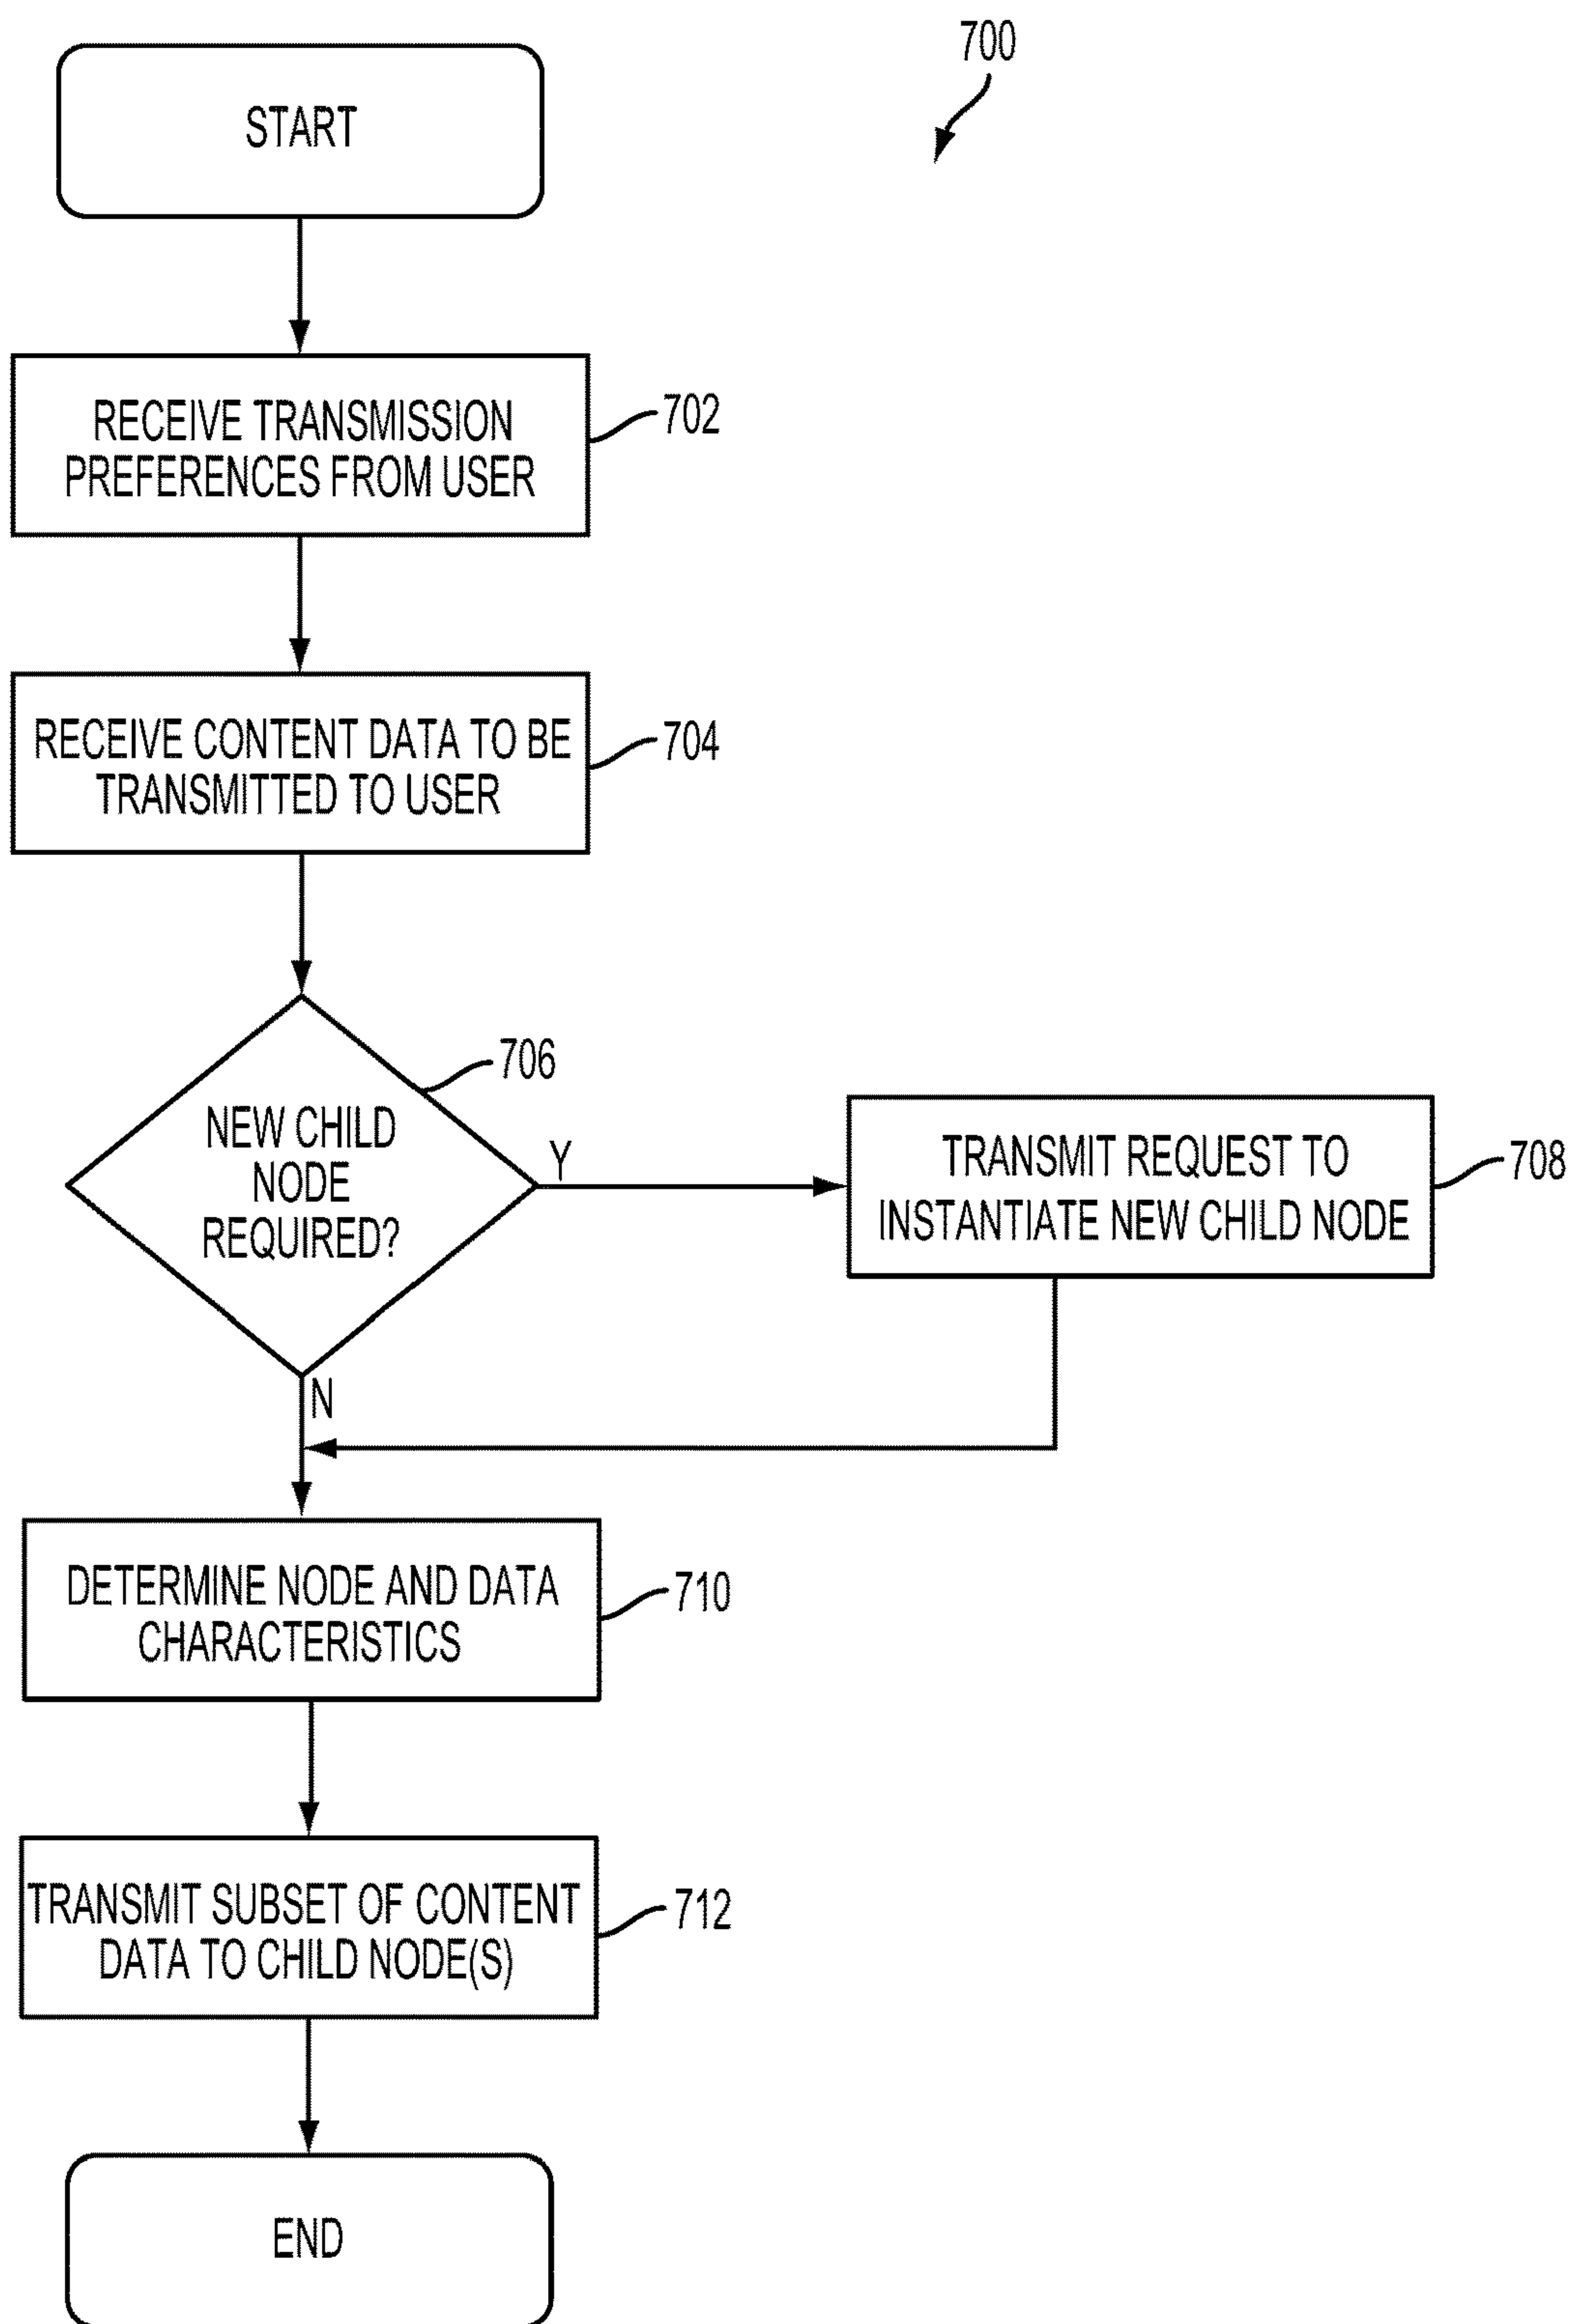 700
START
RECEIVE TRANSMISSION
PREFERENCES FROM USER
702
RECEIVE CONTENT DATA TO BE
TRANSMITTED TO USER
704
706
NEW CHILD
NODE
REQUIRED?
Y
TRANSMIT REQUEST TO
INSTANTIATE NEW CHILD NODE
708
N
DETERMINE NODE AND DATA
CHARACTERISTICS
710
TRANSMIT SUBSET OF CONTENT
DATA TO CHILD NODE(S)
712
END